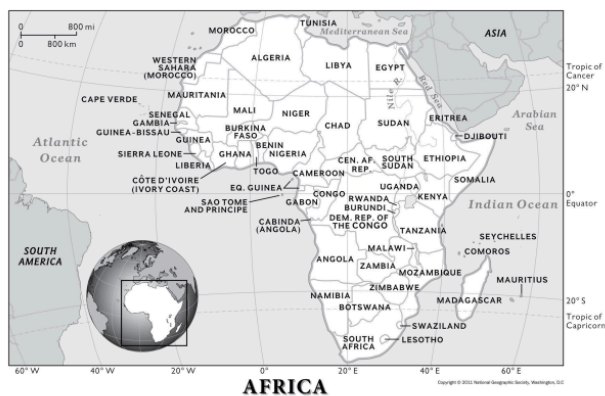 0 800 mi
0 800 km
MOROCCO
TUNISIA
Mediterranean Sea
ASIA
ALGERIA
LIBYA
EGYPT
WESTERN
SAHARA
(MOROCCO)
Tropic of
Cancer
20° N
Nile R.
Red Sea
CAPE VERDE
MAURITANIA
MALI
NIGER
CHAD
SUDAN
ERITREA
Arabian
Sea
SENEGAL
GAMBIA
GUINEA-BISSAU
GUINEA
BURKINA
FASO
BENIN
NIGERIA
DJIBOUTI
Atlantic
Ocean
SIERRA LEONE
LIBERIA
GHANA
TOGO
CÔTE D'IVOIRE
(IVORY COAST)
CAMEROON
CEN. AF.
REP.
SOUTH
SUDAN
ETHIOPIA
SOMALIA
EQ. GUINEA
SAO TOME
AND PRINCIPE
GABON
CONGO
UGANDA
KENYA
RWANDA
BURUNDI
0°
Equator
Indian Ocean
CABINDA
(ANGOLA)
DEM. REP. OF
THE CONGO
TANZANIA
SEYCHELLES
COMOROS
SOUTH
AMERICA
ANGOLA
ZAMBIA
MALAWI
MOZAMBIQUE
MAURITIUS
NAMIBIA
ZIMBABWE
BOTSWANA
MADAGASCAR
20° S
Tropic of
Capricorn
SWAZILAND
SOUTH
AFRICA
LESOTHO
60° W
40° W
20° W
0°
20° E
40° E
60° E
AFRICA
Copyright © 2011 National Geographic Society, Washington, D.C.